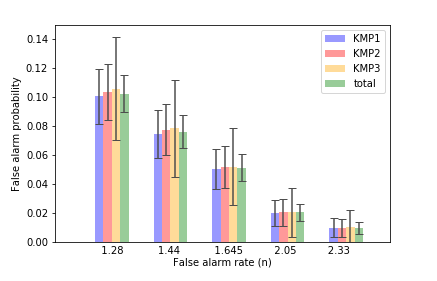 0.14
0.12
0.10
0.08
0.06
0.04
0.02
0.00
False alarm probability
KMP1
KMP2
KMP3
total
1.28 1.44 1.645 2.05 2.33
False alarm rate (n)